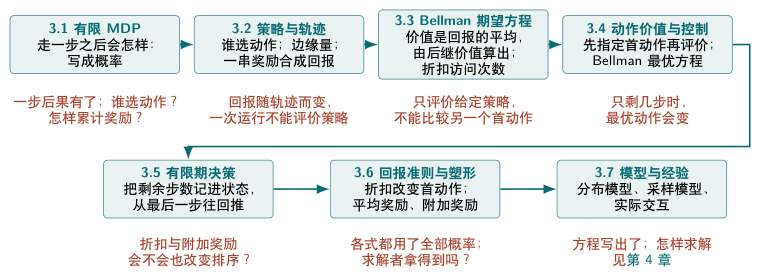 3.1 有限 MDP
走一步之后会怎样：
写成概率
3.2 策略与轨迹
谁选动作；边缘量；
一串奖励合成回报
3.3 Bellman 期望方程
价值是回报的平均，
由后继价值算出；
折扣访问次数
3.4 动作价值与控制
先指定首动作再评价；
Bellman 最优方程
一步后果有了；谁选动作？
怎样累计奖励？
回报随轨迹而变，
一次运行不能评价策略
只评价给定策略，
不能比较另一个首动作
只剩几步时，
最优动作会变
3.5 有限期决策
把剩余步数记进状态，
从最后一步往回推
3.6 回报准则与塑形
折扣改变首动作；
平均奖励、附加奖励
3.7 模型与经验
分布模型、采样模型、
实际交互
折扣与附加奖励
会不会也改变排序？
各式都用了全部概率；
求解者拿得到吗？
方程写出了；怎样求解
见第 4 章